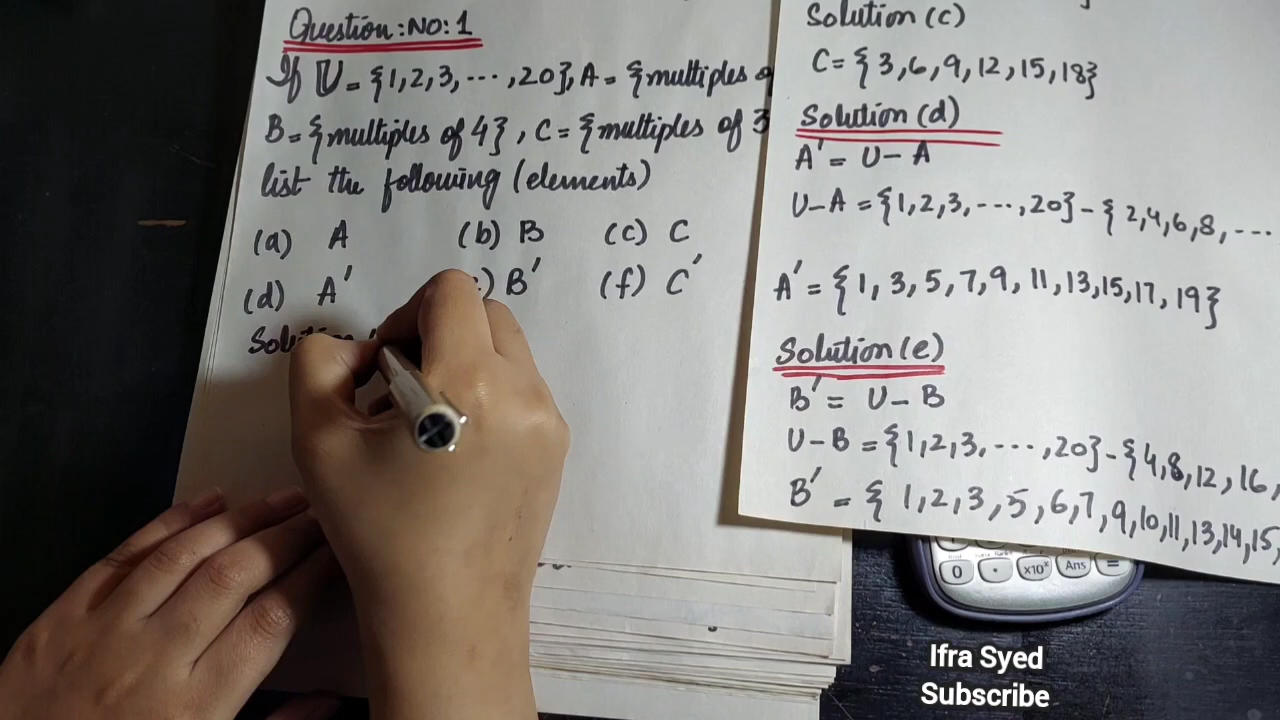 Question: NO: 1
If U = {1,2,3, ---- ,20}, A = {multiples
B = {multiples of 4}, C = {multiples of 3
list the following (elements)
(a) A (b) B (c) C
(d) A′ B′ (f) C′
Solution (c)
C = { 3,6,9,12,15,18}
Solution (d)
A′ = U - A
U-A = {1,2,3, ----, 20} - { 2,4,6,8, ----
A′ = { 1, 3, 5, 7, 9, 11, 13, 15, 17, 19}
Solution (e)
B′ = U - B
U-B = {1,2,3, ----, 20} - {4,8,12,16,
B′ = { 1,2,3,5,6,7,9,10,11,13,14,15,
0 · x10ˣ Ans =
Ifra Syed
Subscribe